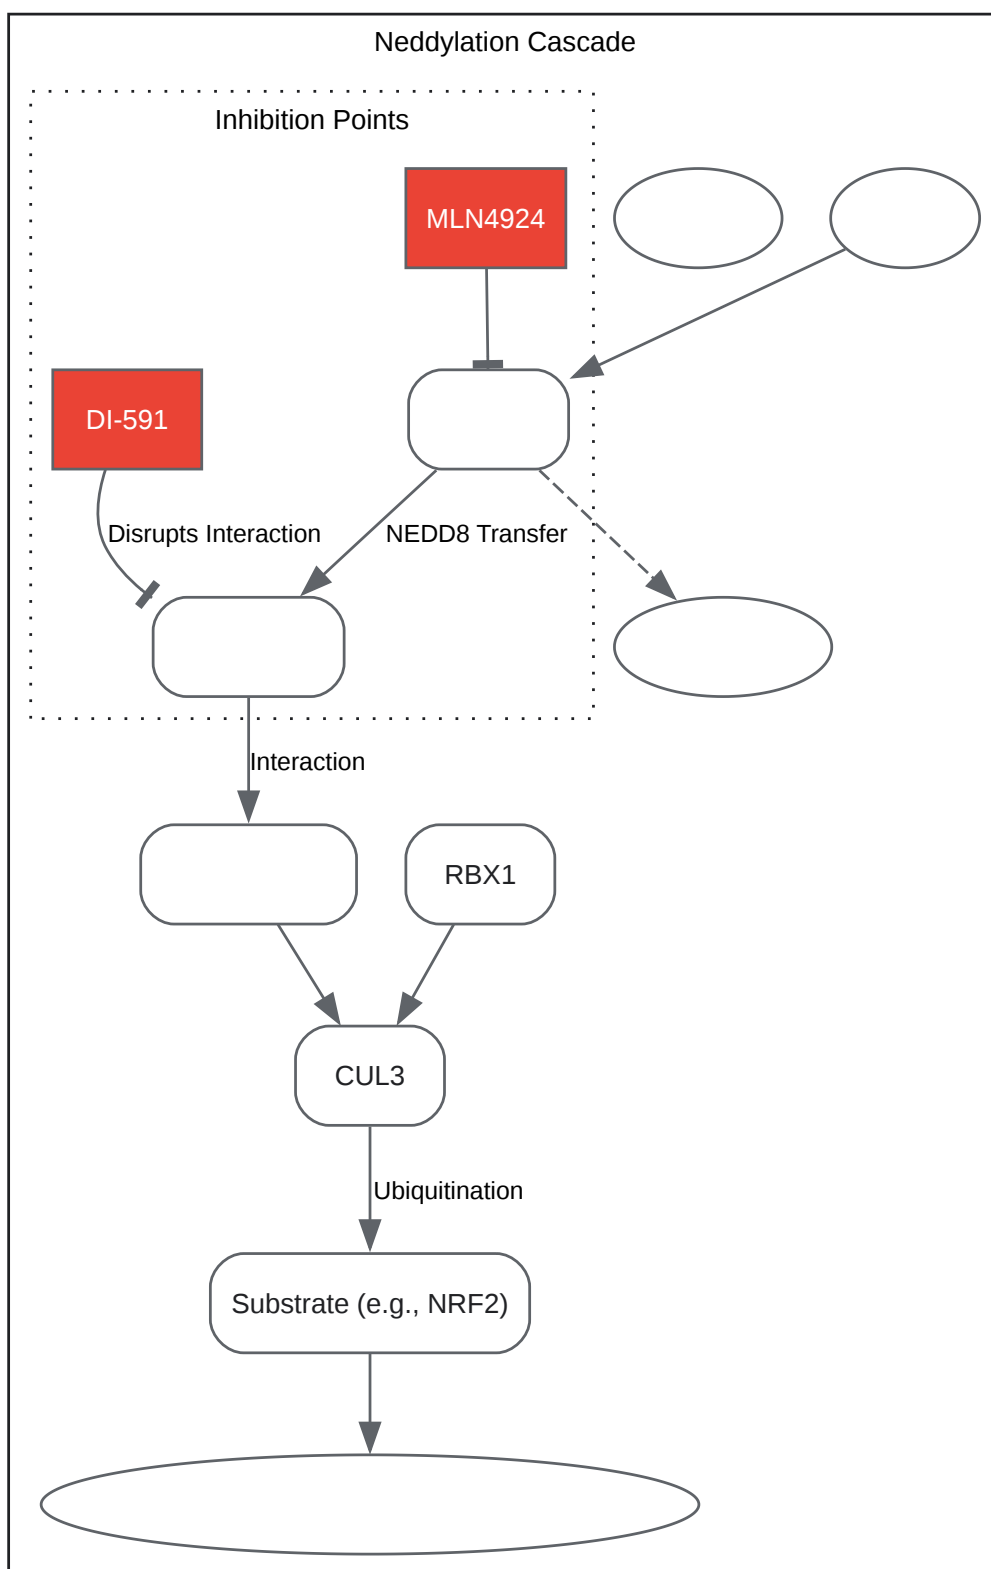 Neddylation Cascade
Inhibition Points
MLN4924
DI-591
Disrupts Interaction
NEDD8 Transfer
Interaction
RBX1
CUL3
Ubiquitination
Substrate (e.g., NRF2)